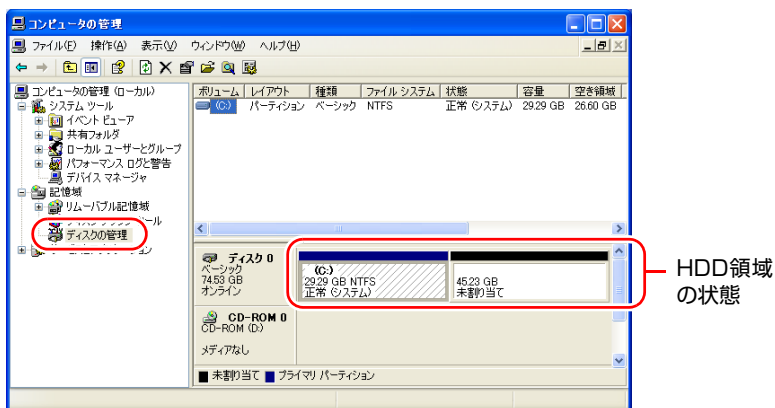 コンピュータの管理
ファイル(F) 操作(A) 表示(V) ウィンドウ(W) ヘルプ(H)
コンピュータの管理 (ローカル)
システム ツール
イベント ビューア
共有フォルダ
ローカル ユーザーとグループ
パフォーマンス ログと警告
デバイス マネージャ
記憶域
リムーバブル記憶域
ディスクの管理
ボリューム レイアウト 種類 ファイル システム 状態 容量 空き領域
(C:) パーティション ベーシック NTFS 正常 (システム) 29.29 GB 26.60 GB
ディスク 0
ベーシック
74.53 GB
オンライン
(C:)
29.29 GB NTFS
正常 (システム)
45.23 GB
未割り当て
CD-ROM 0
CD-ROM (D:)
メディアなし
未割り当て プライマリ パーティション
HDD領域
の状態